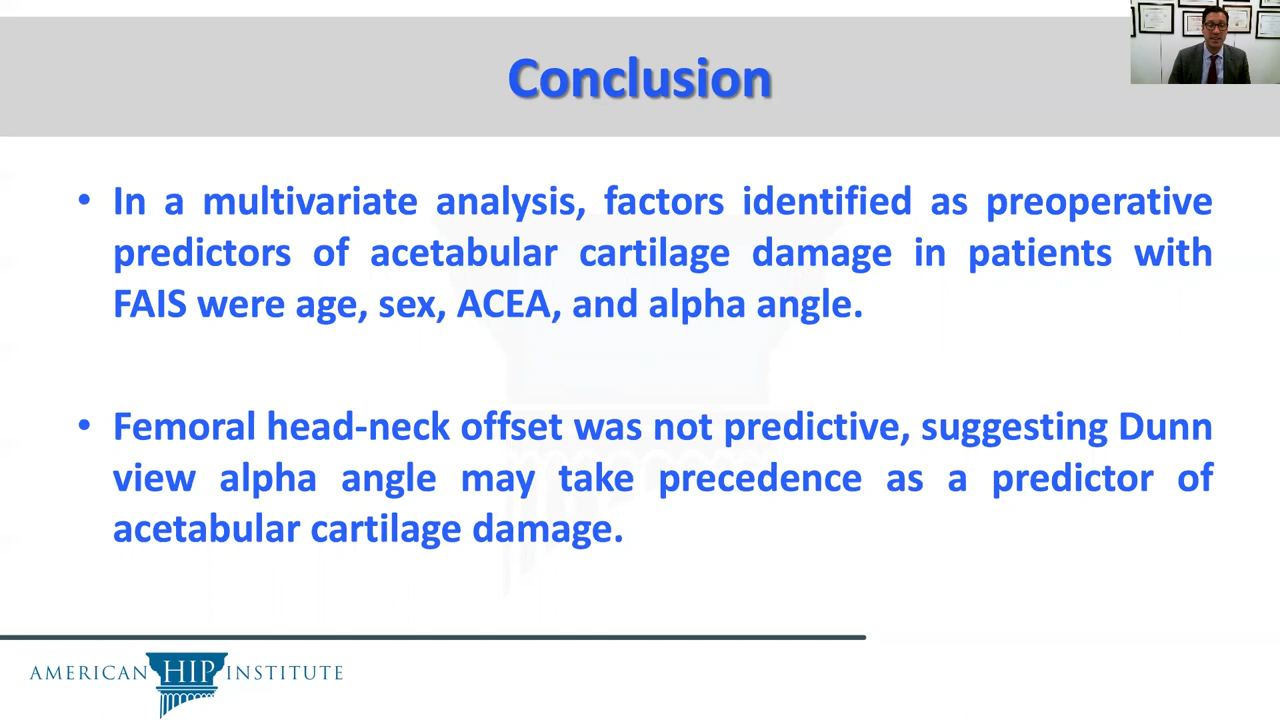 Conclusion
• In a multivariate analysis, factors identified as preoperative
predictors of acetabular cartilage damage in patients with
FAIS were age, sex, ACEA, and alpha angle.
• Femoral head-neck offset was not predictive, suggesting Dunn
view alpha angle may take precedence as a predictor of
acetabular cartilage damage.
AMERICAN HIP INSTITUTE